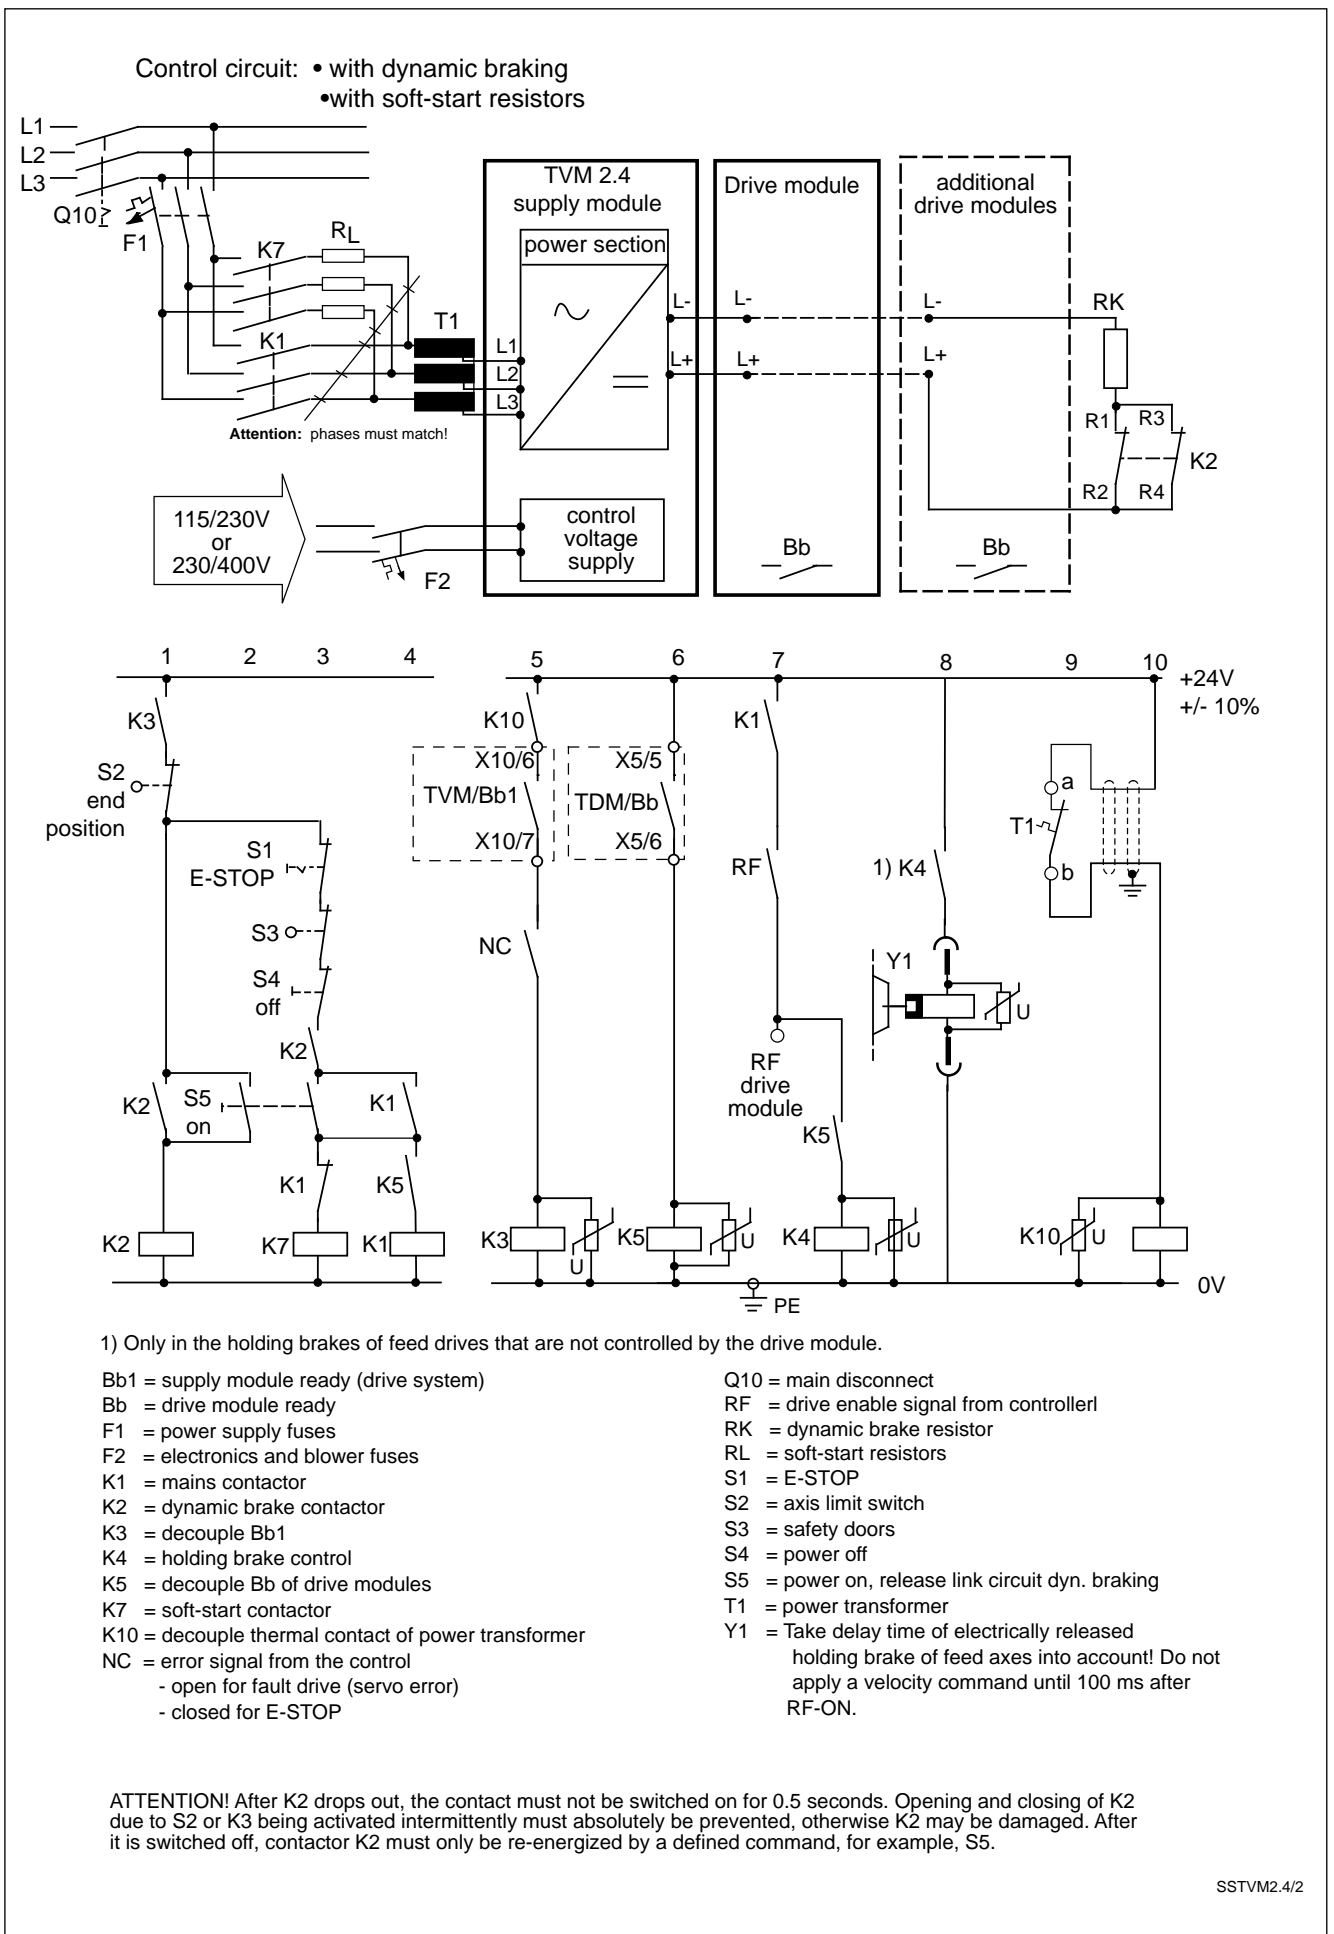 Control circuit: • with dynamic braking
•with soft-start resistors
L1
L2
L3
Q10
F1
K7
RL
K1
T1
Attention: phases must match!
TVM 2.4
supply module
power section
L1
L2
L3
L-
L+
Drive module
L-
L+
additional
drive modules
L-
L+
RK
R1
R3
K2
R2
R4
115/230V
or
230/400V
F2
control
voltage
supply
Bb
Bb
1
2
3
4
5
6
7
8
9
10
+24V
+/- 10%
K3
S2
end
position
S1
E-STOP
S3
S4
off
K2
K2
S5
on
K1
K1
K5
K2
K7
K1
K10
X10/6
TVM/Bb1
X10/7
NC
K3
U
X5/5
TDM/Bb
X5/6
K5
U
K1
RF
RF
drive
module
K5
K4
U
1) K4
Y1
U
a
T1
b
K10
U
0V
PE
1) Only in the holding brakes of feed drives that are not controlled by the drive module.
Bb1 = supply module ready (drive system)
Bb = drive module ready
F1 = power supply fuses
F2 = electronics and blower fuses
K1 = mains contactor
K2 = dynamic brake contactor
K3 = decouple Bb1
K4 = holding brake control
K5 = decouple Bb of drive modules
K7 = soft-start contactor
K10 = decouple thermal contact of power transformer
NC = error signal from the control
- open for fault drive (servo error)
- closed for E-STOP
Q10 = main disconnect
RF = drive enable signal from controllerl
RK = dynamic brake resistor
RL = soft-start resistors
S1 = E-STOP
S2 = axis limit switch
S3 = safety doors
S4 = power off
S5 = power on, release link circuit dyn. braking
T1 = power transformer
Y1 = Take delay time of electrically released
holding brake of feed axes into account! Do not
apply a velocity command until 100 ms after
RF-ON.
ATTENTION! After K2 drops out, the contact must not be switched on for 0.5 seconds. Opening and closing of K2
due to S2 or K3 being activated intermittently must absolutely be prevented, otherwise K2 may be damaged. After
it is switched off, contactor K2 must only be re-energized by a defined command, for example, S5.
SSTVM2.4/2